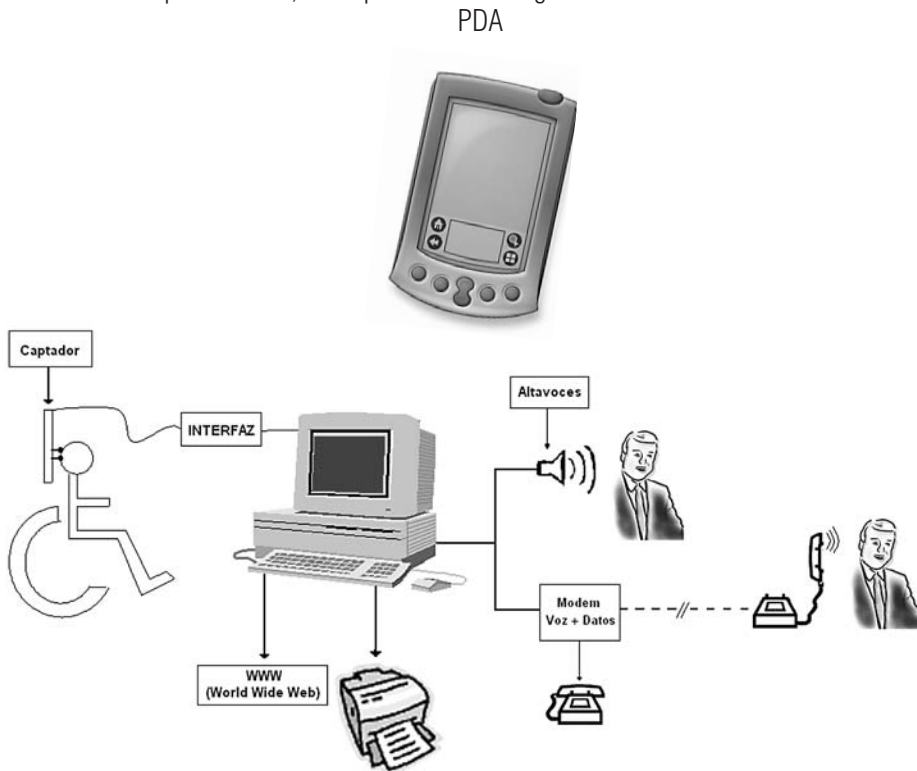 PDA
Captador
INTERFAZ
Altavoces
Modem
Voz + Datos
WWW
(World Wide Web)